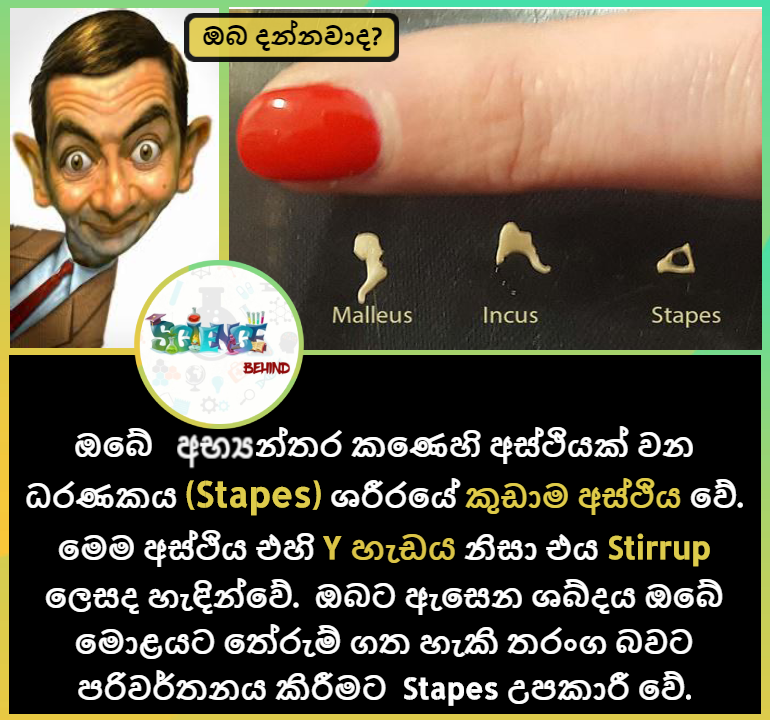 ඔබ දන්නවාද?
Malleus Incus Stapes
SCIENCE
BEHIND
ඔබේ අභ්‍යන්තර කණෙහි අස්ථියක් වන
ධරණකය (Stapes) ශරීරයේ කුඩාම අස්ථිය වේ.
මෙම අස්ථිය එහි Y හැඩය නිසා එය Stirrup
ලෙසද හැඳින්වේ. ඔබට ඇසෙන ශබ්දය ඔබේ
මොළයට තේරුම් ගත හැකි තරංග බවට
පරිවර්තනය කිරීමට Stapes උපකාරී වේ.